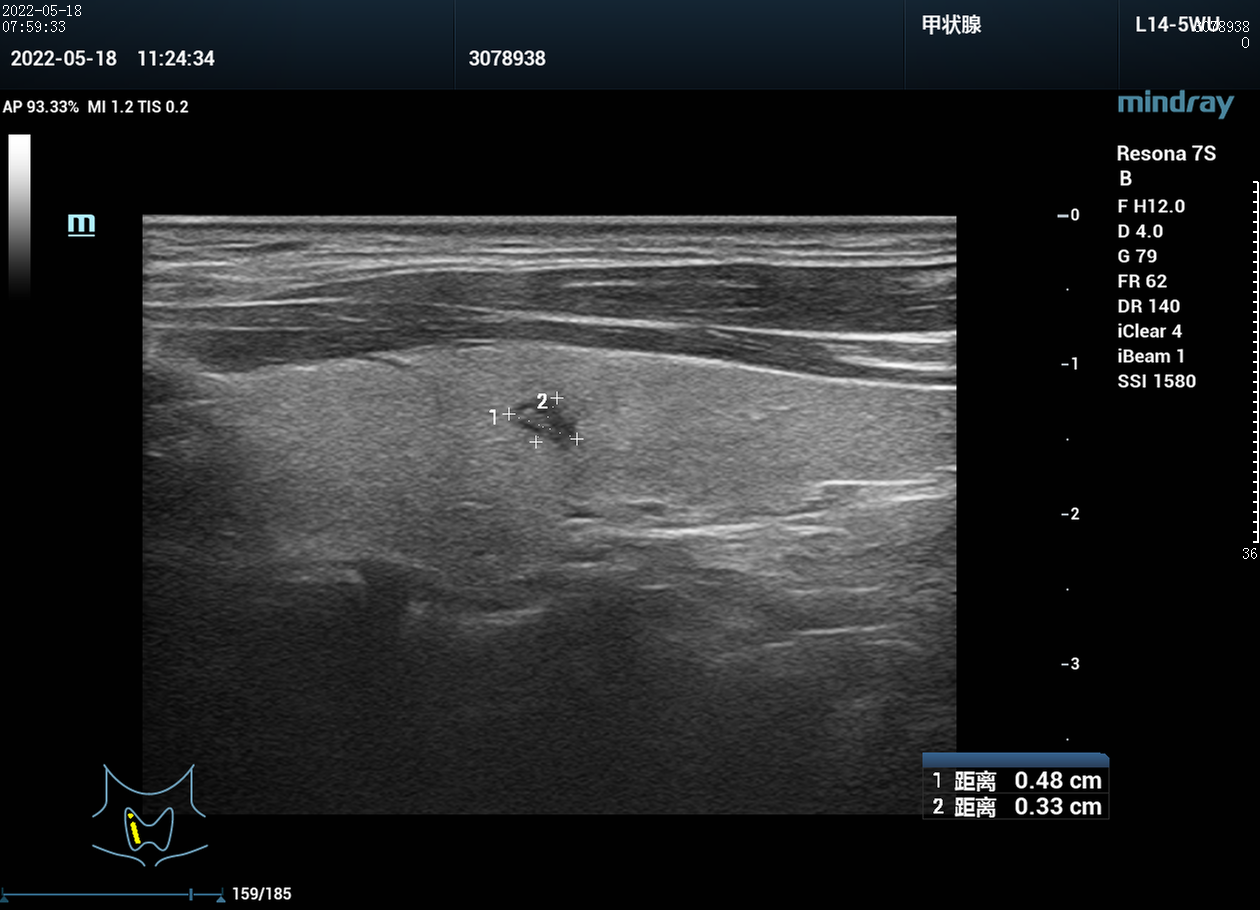 2022-05-18
07:59:33
2022-05-18 11:24:34
3078938
甲状腺
L14-5WU
3078938
0
AP 93.33% MI 1.2 TIS 0.2
mindray
m
Resona 7S
B
F H12.0
D 4.0
G 79
FR 62
DR 140
iClear 4
iBeam 1
SSI 1580
0
-1
-2
-3
36
1
2
1 距离 0.48 cm
2 距离 0.33 cm
159/185